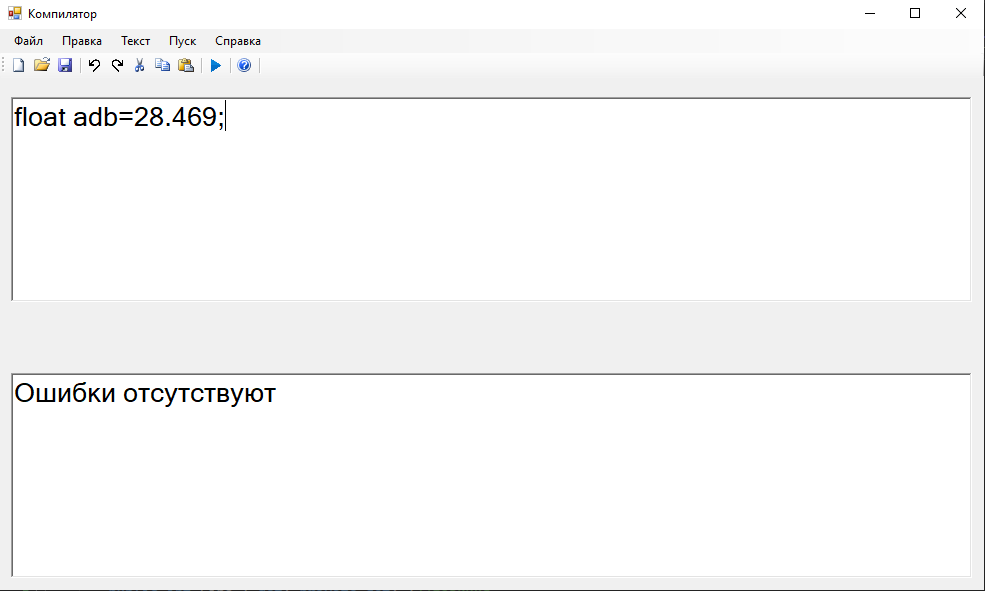 Компилятор
Файл Правка Текст Пуск Справка
float adb=28.469;
Ошибки отсутствуют